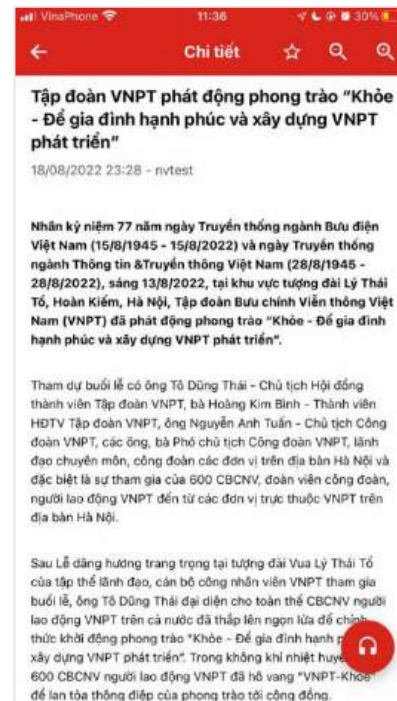 VinaPhone 11:36 30%
Chi tiết
Tập đoàn VNPT phát động phong trào “Khỏe
- Để gia đình hạnh phúc và xây dựng VNPT
phát triển”
18/08/2022 23:28 - nvtest
Nhân kỷ niệm 77 năm ngày Truyền thống ngành Bưu điện
Việt Nam (15/8/1945 - 15/8/2022) và ngày Truyền thống
ngành Thông tin &Truyền thông Việt Nam (28/8/1945 -
28/8/2022), sáng 13/8/2022, tại khu vực tượng đài Lý Thái
Tổ, Hoàn Kiếm, Hà Nội, Tập đoàn Bưu chính Viễn thông Việt
Nam (VNPT) đã phát động phong trào “Khỏe - Để gia đình
hạnh phúc và xây dựng VNPT phát triển”.
Tham dự buổi lễ có ông Tô Dũng Thái - Chủ tịch Hội đồng
thành viên Tập đoàn VNPT, bà Hoàng Kim Bình - Thành viên
HĐTV Tập đoàn VNPT, ông Nguyễn Anh Tuấn - Chủ tịch Công
đoàn VNPT, các ông, bà Phó chủ tịch Công đoàn VNPT, lãnh
đạo chuyên môn, công đoàn các đơn vị trên địa bàn Hà Nội và
đặc biệt là sự tham gia của 600 CBCNV, đoàn viên công đoàn,
người lao động VNPT đến từ các đơn vị trực thuộc VNPT trên
địa bàn Hà Nội.
Sau Lễ dâng hương trang trọng tại tượng đài Vua Lý Thái Tổ
của tập thể lãnh đạo, cán bộ công nhân viên VNPT tham gia
buổi lễ, ông Tô Dũng Thái đại diện cho toàn thể CBCNV người
lao động VNPT trên cả nước đã thắp lên ngọn lửa để chính
thức khởi động phong trào “Khỏe - Để gia đình hạnh
xây dựng VNPT phát triển”. Trong không khí nhiệt
600 CBCNV người lao động VNPT đã hô vang “VNPT-Khỏe”
để lan tỏa thông điệp của phong trào tới cộng đồng.